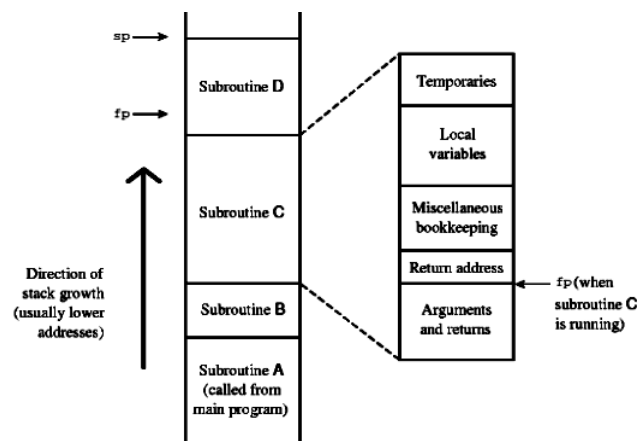 sp
Subroutine D
fp
Subroutine C
Direction of
stack growth
(usually lower
addresses)
Subroutine B
Subroutine A
(called from
main program)
Temporaries
Local
variables
Miscellaneous
bookkeeping
Return address
Arguments
and returns
fp (when
subroutine C
is running)